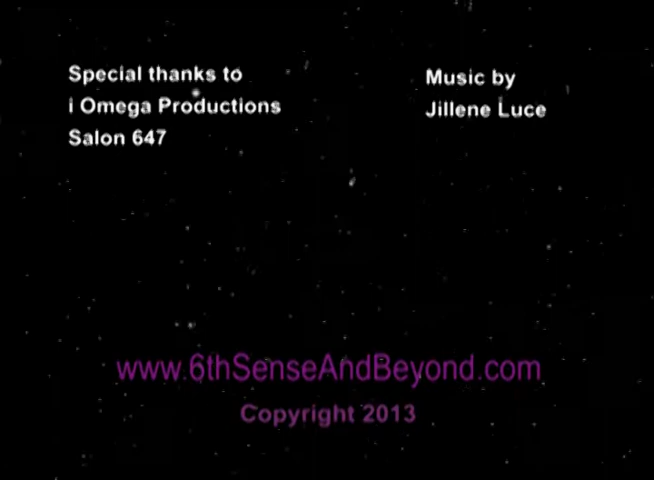 Special thanks to
i Omega Productions
Salon 647
Music by
Jillene Luce
www.6thSenseAndBeyond.com
Copyright 2013